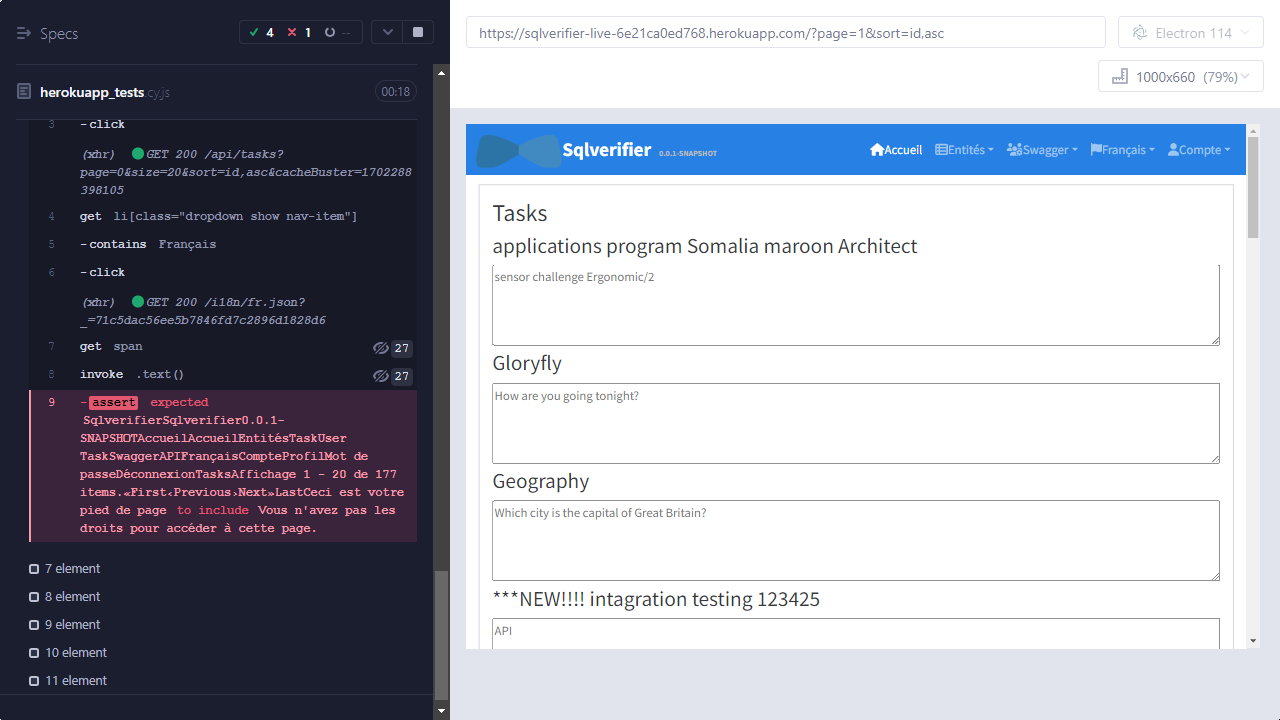 Specs
4
1
--
herokuapp_tests.cy.js
00:18
3 -click
(xhr) GET 200 /api/tasks?
page=0&size=20&sort=id,asc&cacheBuster=1702288
398105
4 get li[class="dropdown show nav-item"]
5 -contains Français
6 -click
(xhr) GET 200 /i18n/fr.json?
_=71c5dac56ee5b7846fd7c2896d1828d6
7 get span 27
8 invoke .text() 27
9 -assert expected
SqlverifierSqlverifier0.0.1-
SNAPSHOTAccueilAccueilEntitésTaskUser
TaskSwaggerAPIFrançaisCompteProfilMot de
passeDéconnexionTasksAffichage 1 - 20 de 177
items.«First‹Previous›Next»LastCeci est votre
pied de page to include Vous n'avez pas les
droits pour accéder à cette page.
7 element
8 element
9 element
10 element
11 element
https://sqlverifier-live-6e21ca0ed768.herokuapp.com/?page=1&sort=id,asc
Electron 114
1000x660 (79%)
Sqlverifier 0.0.1-SNAPSHOT
Accueil
Entités
Swagger
Français
Compte
Tasks
applications program Somalia maroon Architect
sensor challenge Ergonomic/2
Gloryfly
How are you going tonight?
Geography
Which city is the capital of Great Britain?
***NEW!!!! intagration testing 123425
API